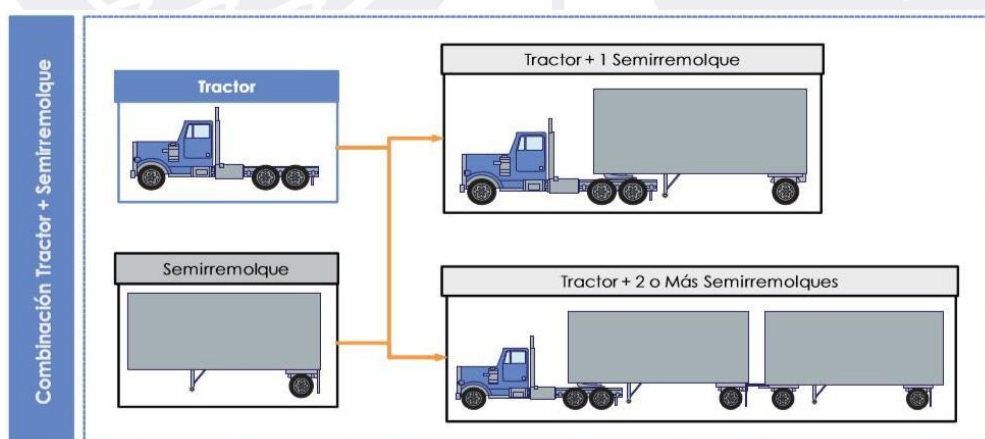 Combinación Tractor + Semirremolque
Tractor
Tractor + 1 Semirremolque
Semirremolque
Tractor + 2 o Más Semirremolques